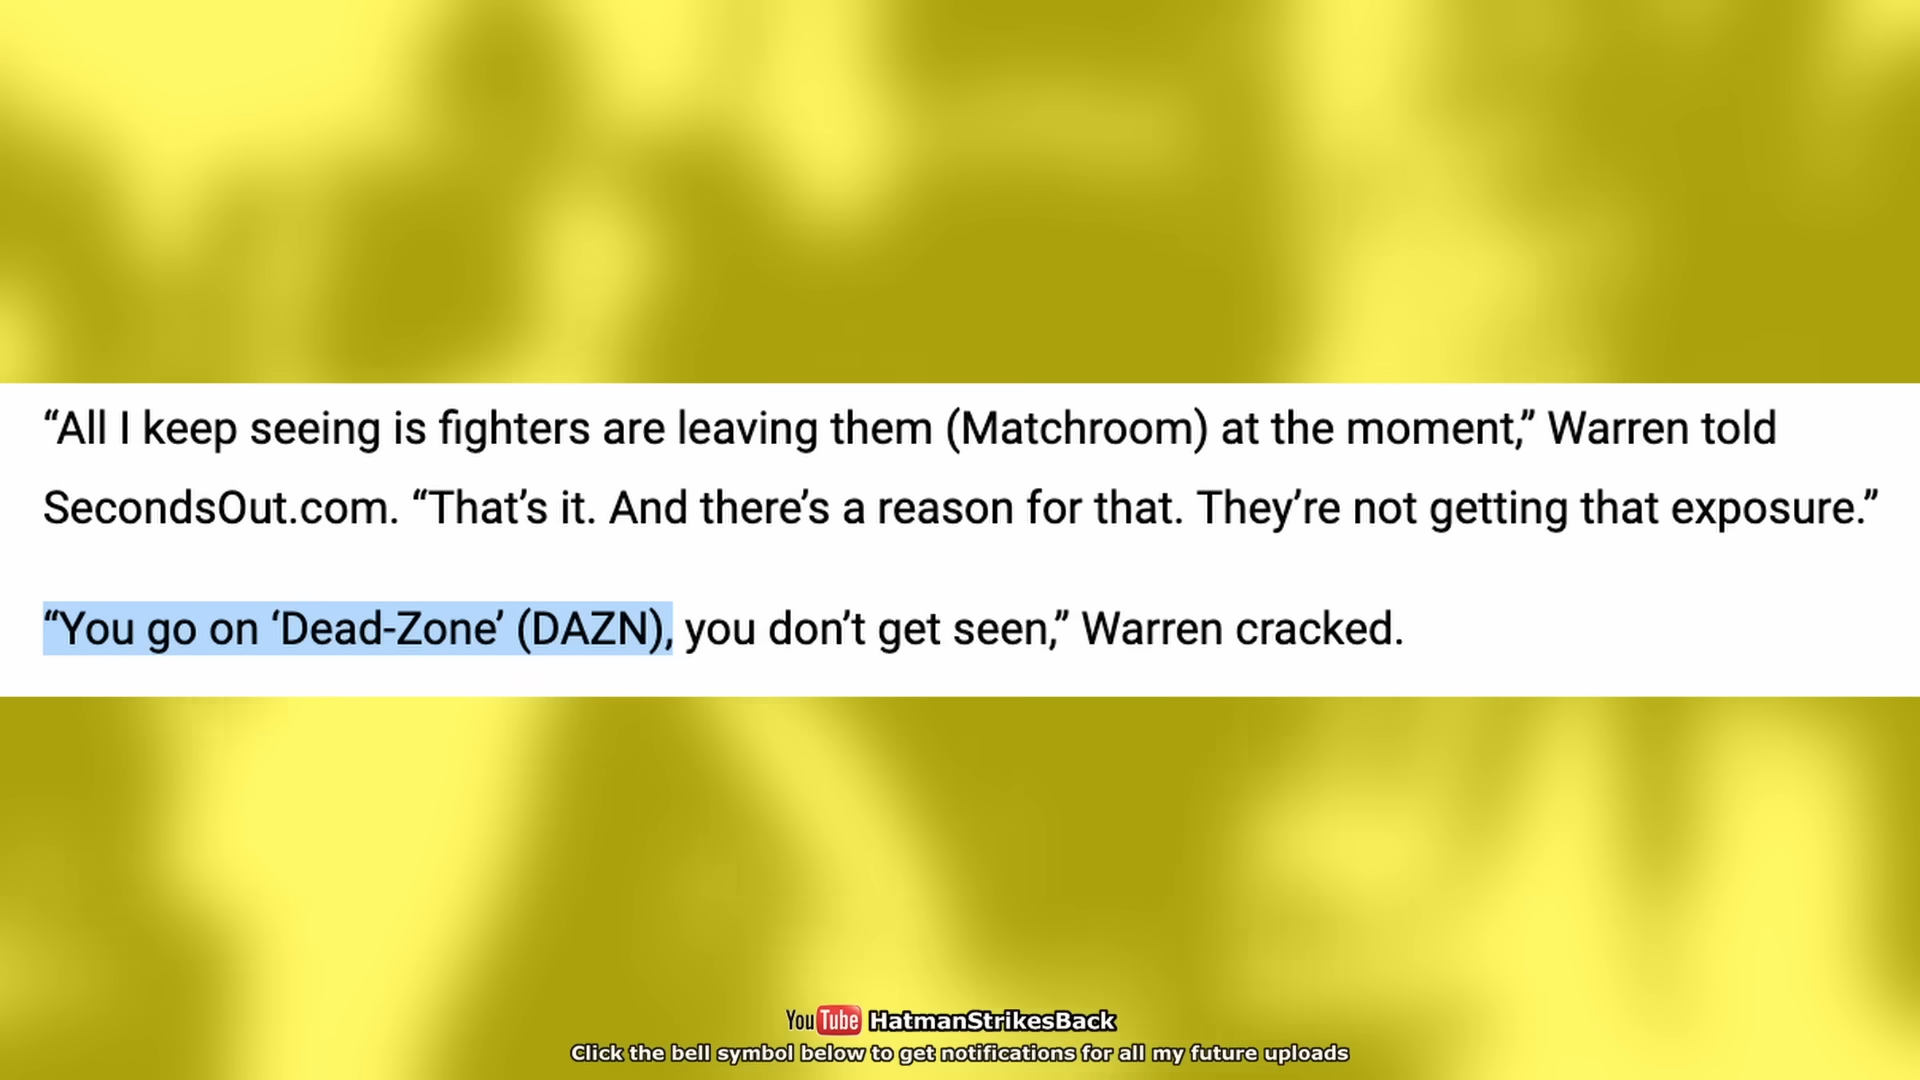 “All I keep seeing is fighters are leaving them (Matchroom) at the moment,” Warren told
SecondsOut.com. “That’s it. And there’s a reason for that. They’re not getting that exposure.”
“You go on ‘Dead-Zone’ (DAZN), you don’t get seen,” Warren cracked.
YouTube HatmanStrikesBack
Click the bell symbol below to get notifications for all my future uploads